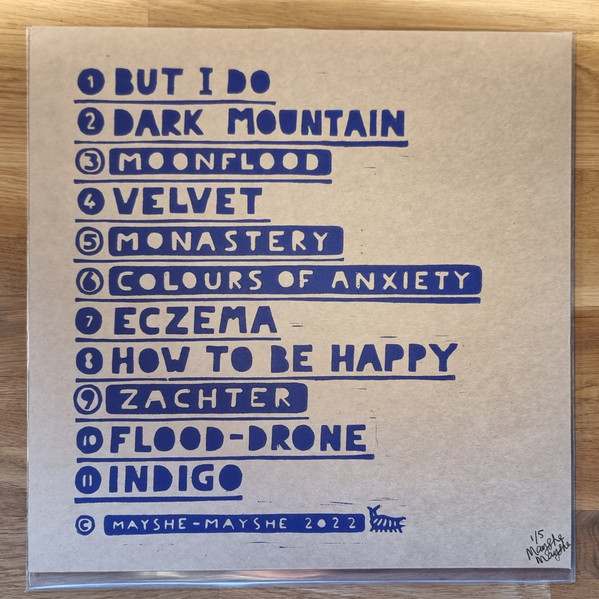 1 BUT I DO
2 DARK MOUNTAIN
3 MOONFLOOD
4 VELVET
5 MONASTERY
6 COLOURS OF ANXIETY
7 ECZEMA
8 HOW TO BE HAPPY
9 ZACHTER
10 FLOOD-DRONE
11 INDIGO
© MAYSHE-MAYSHE 2022
1/5
Mayshe
Mayshe